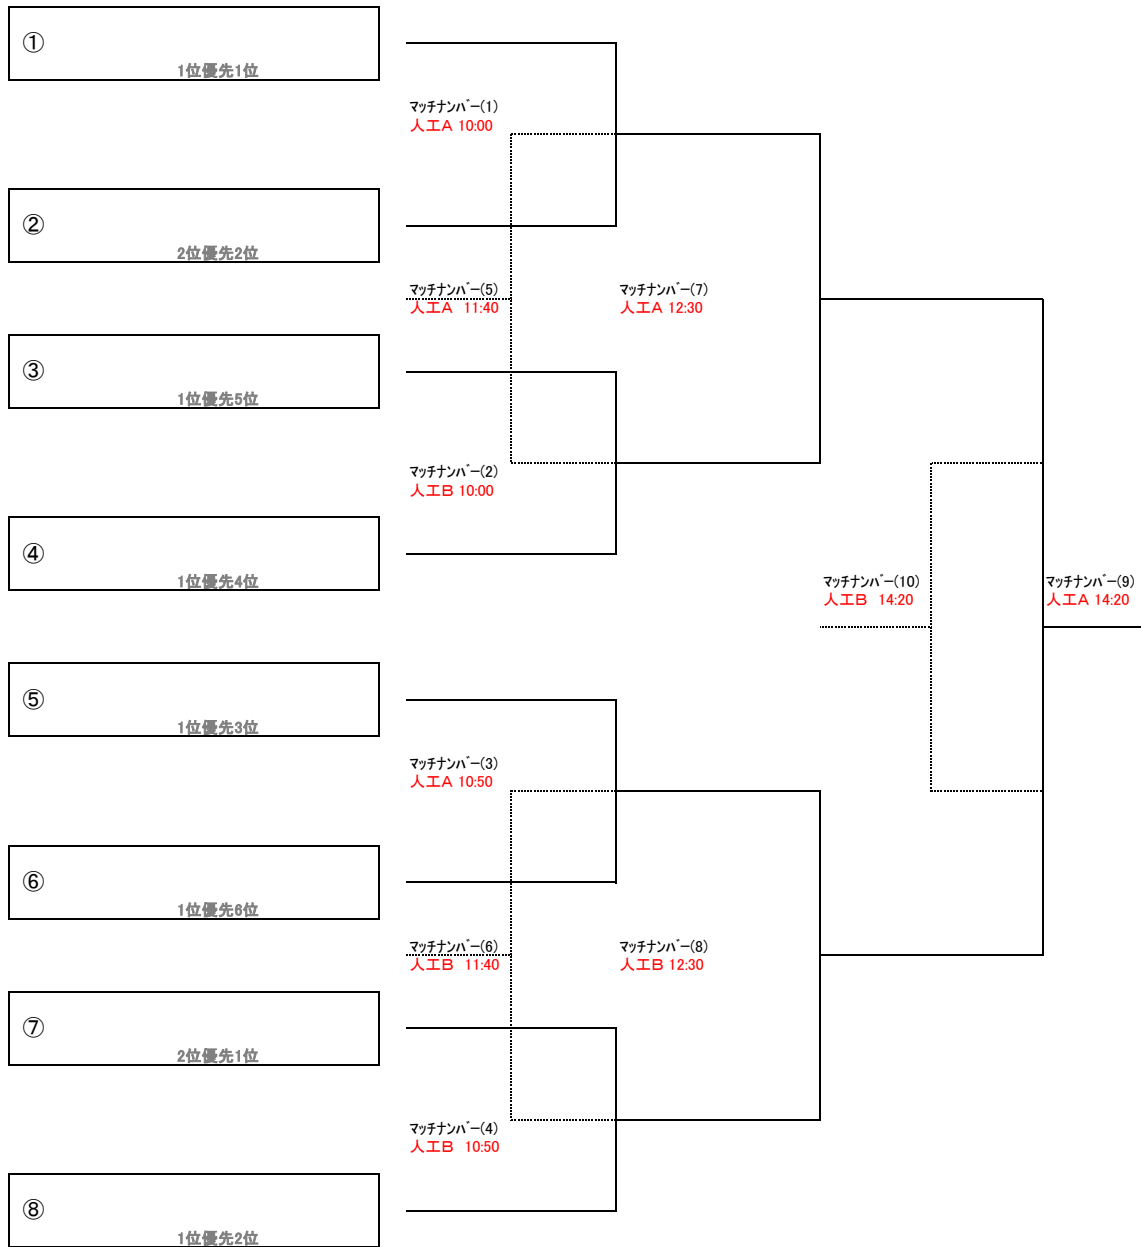 ①
1位優先1位
マッチナンバー(1)
人工A 10:00
②
2位優先2位
マッチナンバー(5)
人工A 11:40
マッチナンバー(7)
人工A 12:30
③
1位優先5位
マッチナンバー(2)
人工B 10:00
④
1位優先4位
マッチナンバー(10)
人工B 14:20
マッチナンバー(9)
人工A 14:20
⑤
1位優先3位
マッチナンバー(3)
人工A 10:50
⑥
1位優先6位
マッチナンバー(6)
人工B 11:40
マッチナンバー(8)
人工B 12:30
⑦
2位優先1位
マッチナンバー(4)
人工B 10:50
⑧
1位優先2位